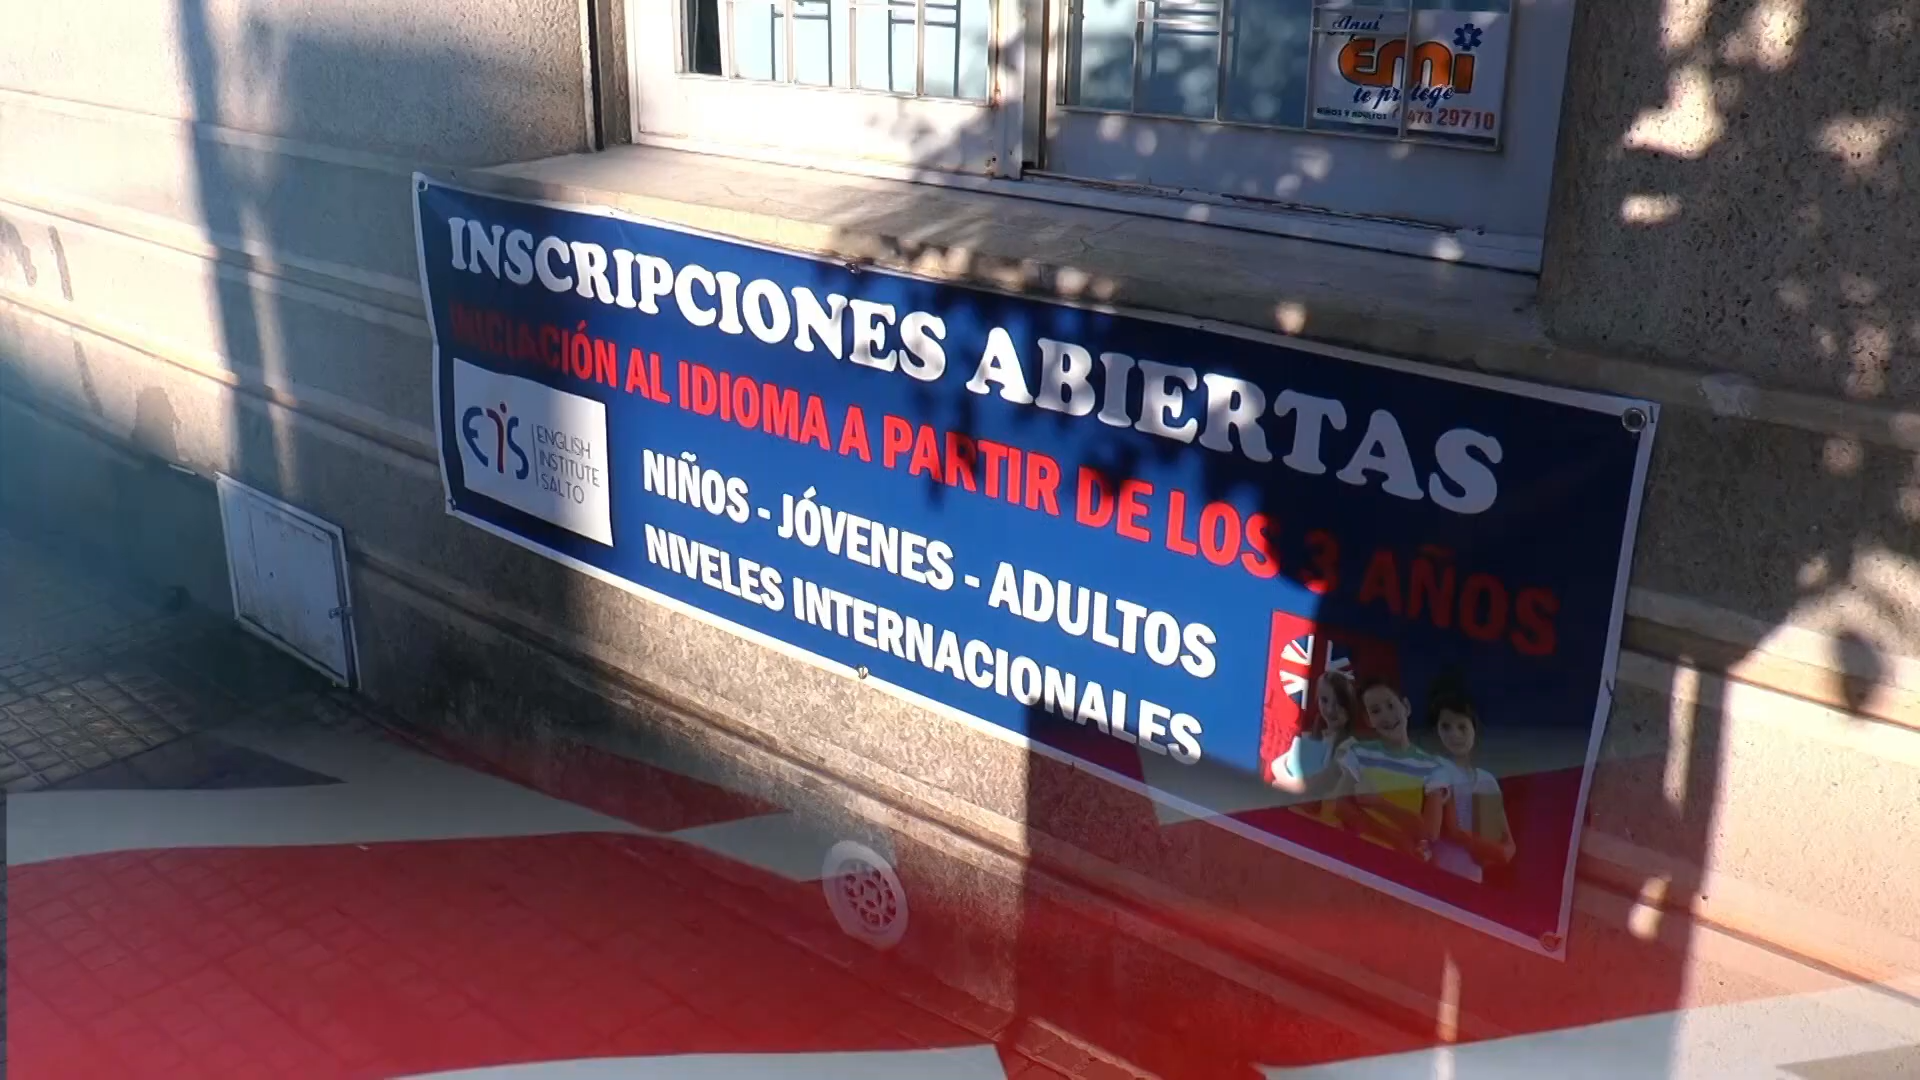 Aquí
emi
te protege
NIÑOS Y ADULTOS 473 29710
INSCRIPCIONES ABIERTAS
INICIACIÓN AL IDIOMA A PARTIR DE LOS 3 AÑOS
EIS
ENGLISH
INSTITUTE
SALTO
NIÑOS - JÓVENES - ADULTOS
NIVELES INTERNACIONALES